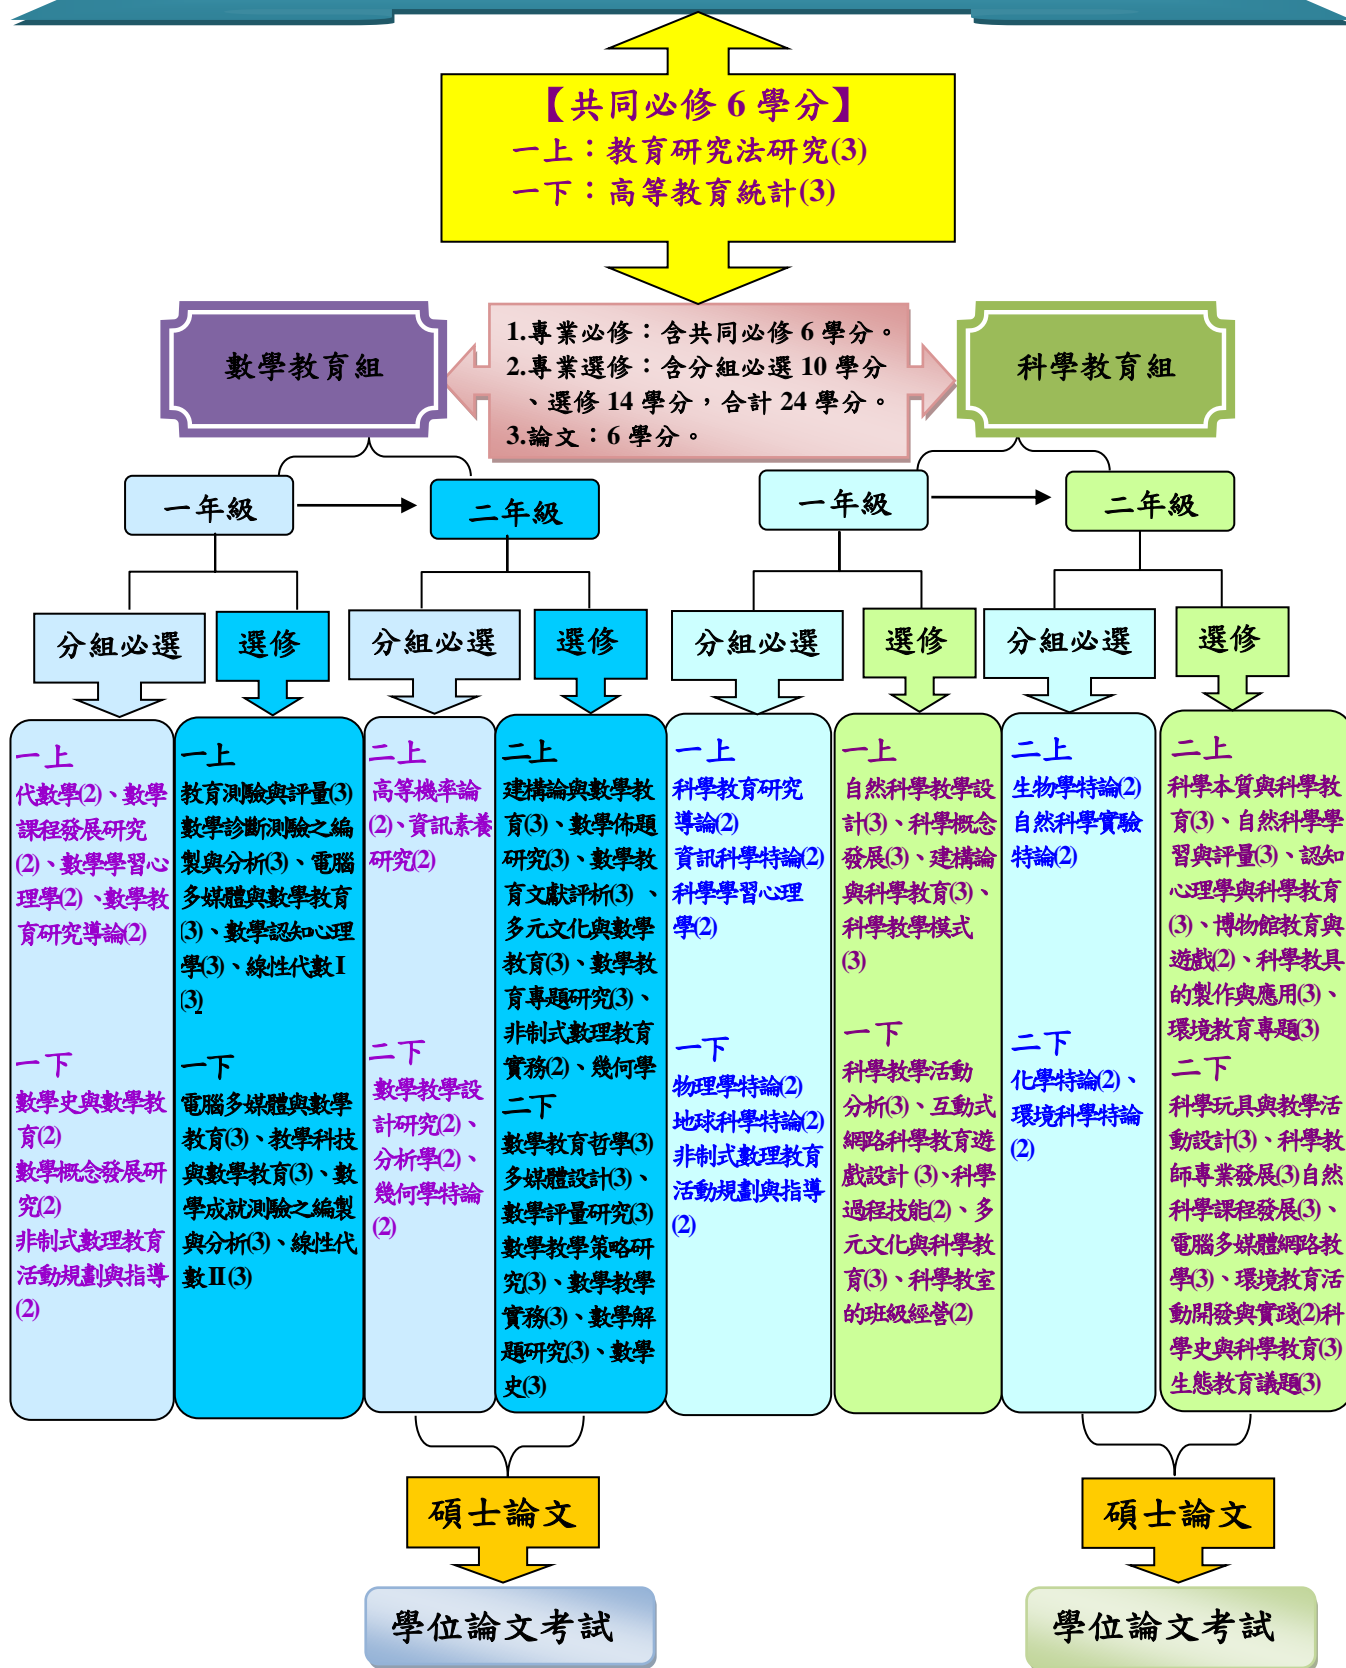 【共同必修 6 學分】
一上：教育研究法研究(3)
一下：高等教育統計(3)
數學教育組
1.專業必修：含共同必修 6 學分。
2.專業選修：含分組必選 10 學分
、選修 14 學分，合計 24 學分。
3.論文：6 學分。
科學教育組
一年級
二年級
一年級
二年級
分組必選
選修
分組必選
選修
分組必選
選修
分組必選
選修
一上
代數學(2)、數學
課程發展研究
(2)、數學學習心
理學(2)、數學教
育研究導論(2)
一下
數學史與數學教
育(2)
數學概念發展研
究(2)
非制式數理教育
活動規劃與指導
(2)
一上
教育測驗與評量(3)
數學診斷測驗之編
製與分析(3)、電腦
多媒體與數學教育
(3)、數學認知心理
學(3)、線性代數Ⅰ
(3)
一下
電腦多媒體與數學
教育(3)、教學科技
與數學教育(3)、數
學成就測驗之編製
與分析(3)、線性代
數Ⅱ(3)
二上
高等機率論
(2)、資訊素養
研究(2)
二下
數學教學設
計研究(2)、
分析學(2)、
幾何學特論
(2)
二上
建構論與數學教
育(3)、數學佈題
研究(3)、數學教
育文獻評析(3)、
多元文化與數學
教育(3)、數學教
育專題研究(3)、
非制式數理教育
實務(2)、幾何學
二下
數學教育哲學(3)
多媒體設計(3)、
數學評量研究(3)
數學教學策略研
究(3)、數學教學
實務(3)、數學解
題研究(3)、數學
史(3)
一上
科學教育研究
導論(2)
資訊科學特論(2)
科學學習心理
學(2)
一下
物理學特論(2)
地球科學特論(2)
非制式數理教育
活動規劃與指導
(2)
一上
自然科學教學設
計(3)、科學概念
發展(3)、建構論
與科學教育(3)、
科學教學模式
(3)
一下
科學教學活動
分析(3)、互動式
網路科學教育遊
戲設計 (3)、科學
過程技能(2)、多
元文化與科學教
育(3)、科學教室
的班級經營(2)
二上
生物學特論(2)
自然科學實驗
特論(2)
二下
化學特論(2)、
環境科學特論
(2)
二上
科學本質與科學教
育(3)、自然科學學
習與評量(3)、認知
心理學與科學教育
(3)、博物館教育與
遊戲(2)、科學教具
的製作與應用(3)、
環境教育專題(3)
二下
科學玩具與教學活
動設計(3)、科學教
師專業發展(3)自然
科學課程發展(3)、
電腦多媒體網路教
學(3)、環境教育活
動開發與實踐(2)科
學史與科學教育(3)
生態教育議題(3)
碩士論文
碩士論文
學位論文考試
學位論文考試